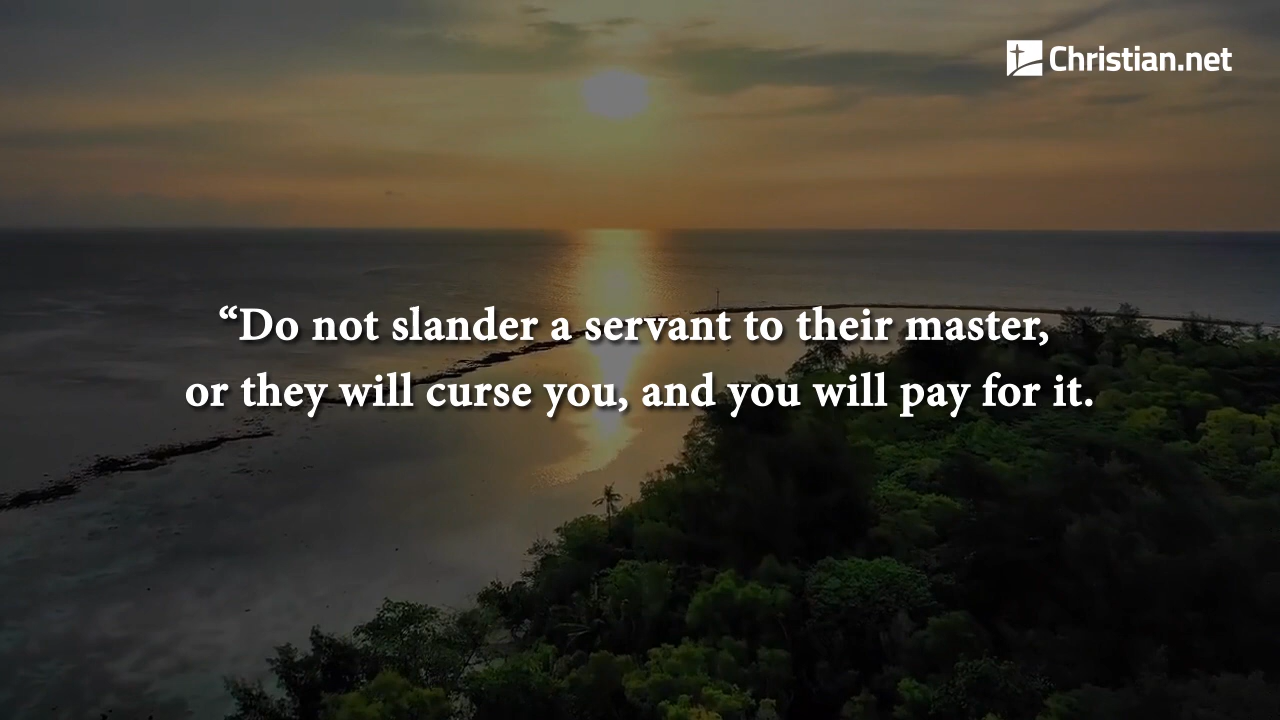 Christian.net
“Do not slander a servant to their master,
or they will curse you, and you will pay for it.